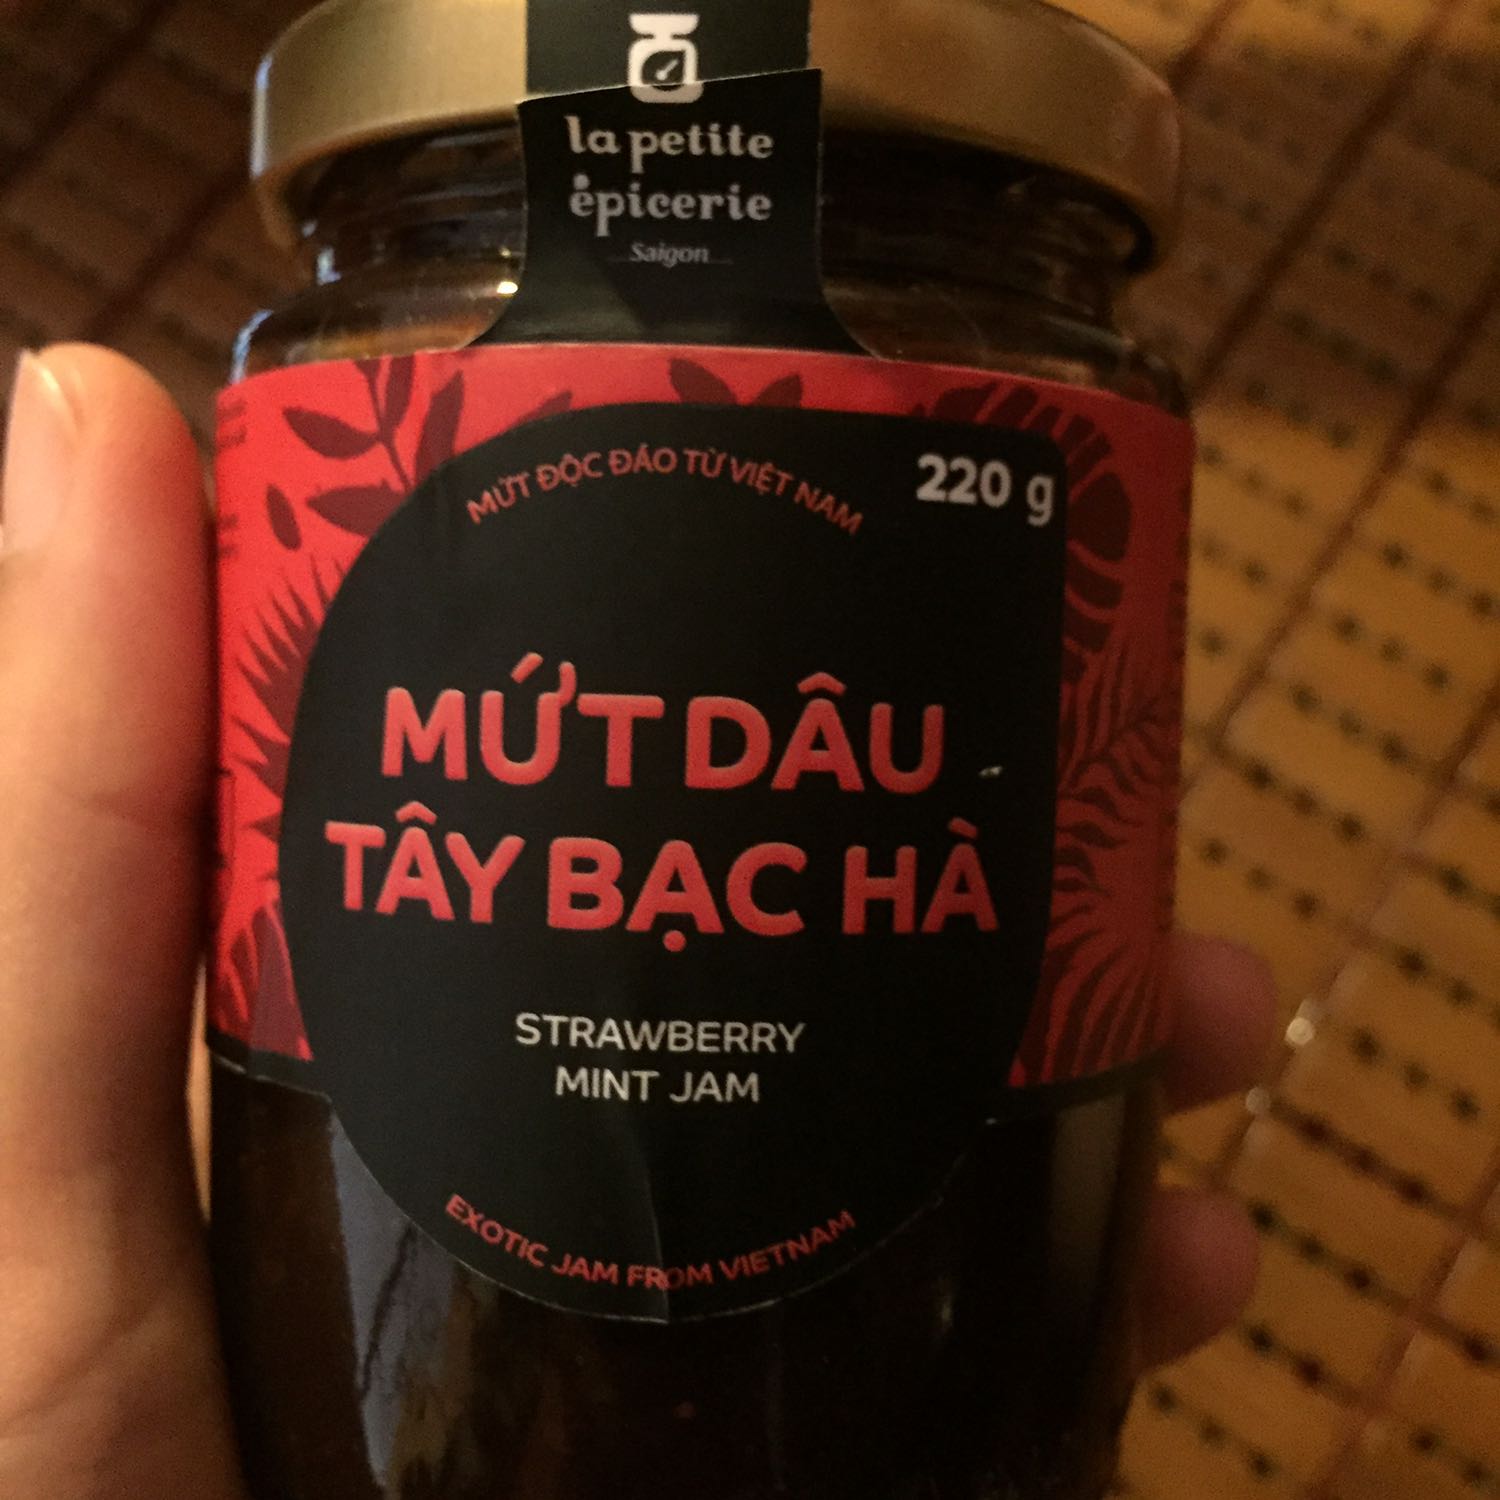 la petite
épicerie
Saigon
MỨT ĐỘC ĐÁO TỪ VIỆT NAM
220 g
MỨT DÂU
TÂY BẠC HÀ
STRAWBERRY
MINT JAM
EXOTIC JAM FROM VIETNAM